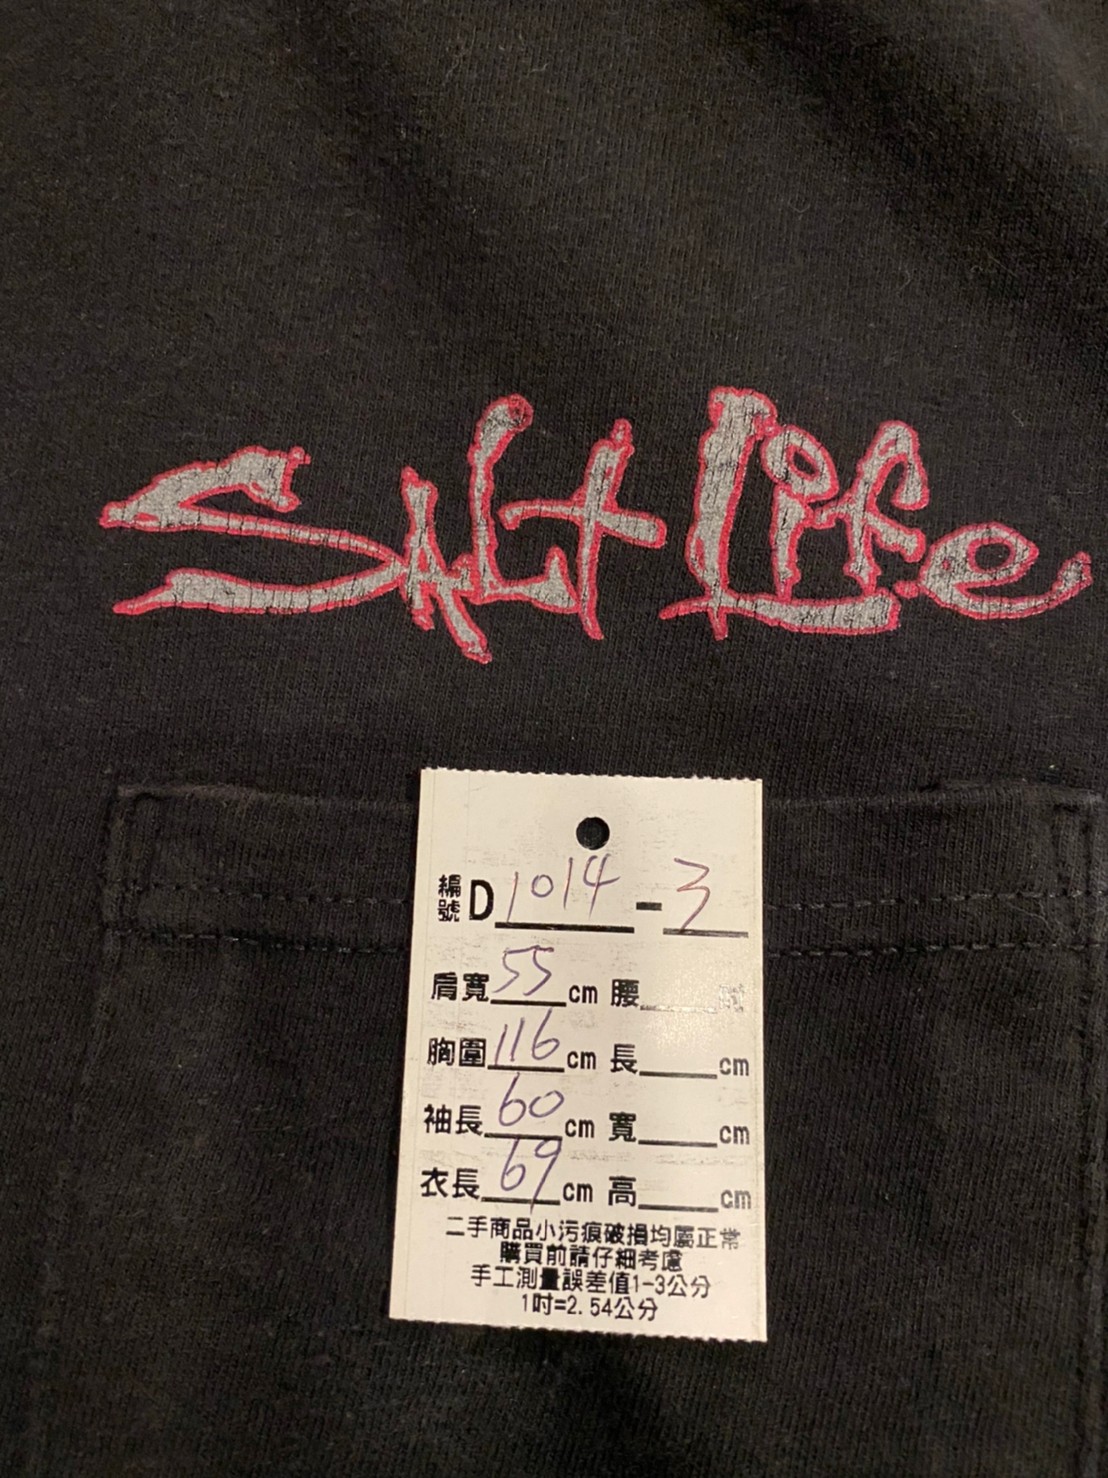 Salt Life
編號 D 1014 - 3
肩寬 55 cm 腰
胸圍 116 cm 長 cm
袖長 60 cm 寬 cm
衣長 69 cm 高 cm
二手商品小污痕破損均屬正常
購買前請仔細考慮
手工測量誤差值1-3公分
1吋=2.54公分